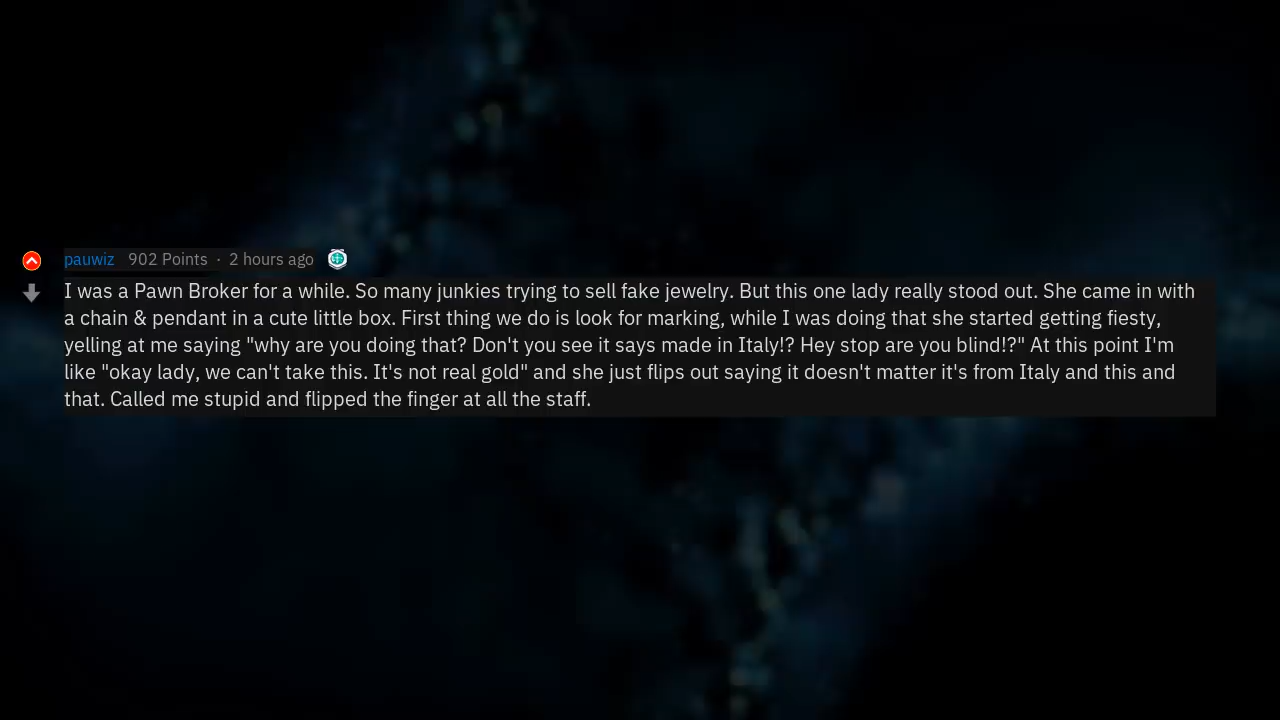 pauwiz 902 Points · 2 hours ago
I was a Pawn Broker for a while. So many junkies trying to sell fake jewelry. But this one lady really stood out. She came in with
a chain & pendant in a cute little box. First thing we do is look for marking, while I was doing that she started getting fiesty,
yelling at me saying "why are you doing that? Don't you see it says made in Italy!? Hey stop are you blind!?" At this point I'm
like "okay lady, we can't take this. It's not real gold" and she just flips out saying it doesn't matter it's from Italy and this and
that. Called me stupid and flipped the finger at all the staff.